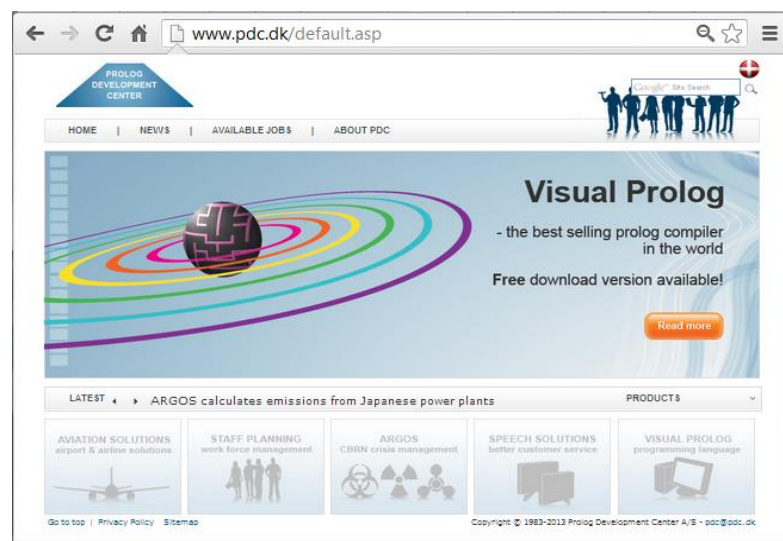 www.pdc.dk/default.asp
PROLOG
DEVELOPMENT
CENTER
Google™ Site Search
HOME | NEWS | AVAILABLE JOBS | ABOUT PDC
Visual Prolog
- the best selling prolog compiler
in the world
Free download version available!
Read more
LATEST ARGOS calculates emissions from Japanese power plants PRODUCTS
AVIATION SOLUTIONS
airport & airline solutions
STAFF PLANNING
work force management
ARGOS
CBRN crisis management
SPEECH SOLUTIONS
better customer service
VISUAL PROLOG
programming language
Go to top | Privacy Policy Sitemap
Copyright © 1983-2013 Prolog Development Center A/S - pdc@pdc.dk